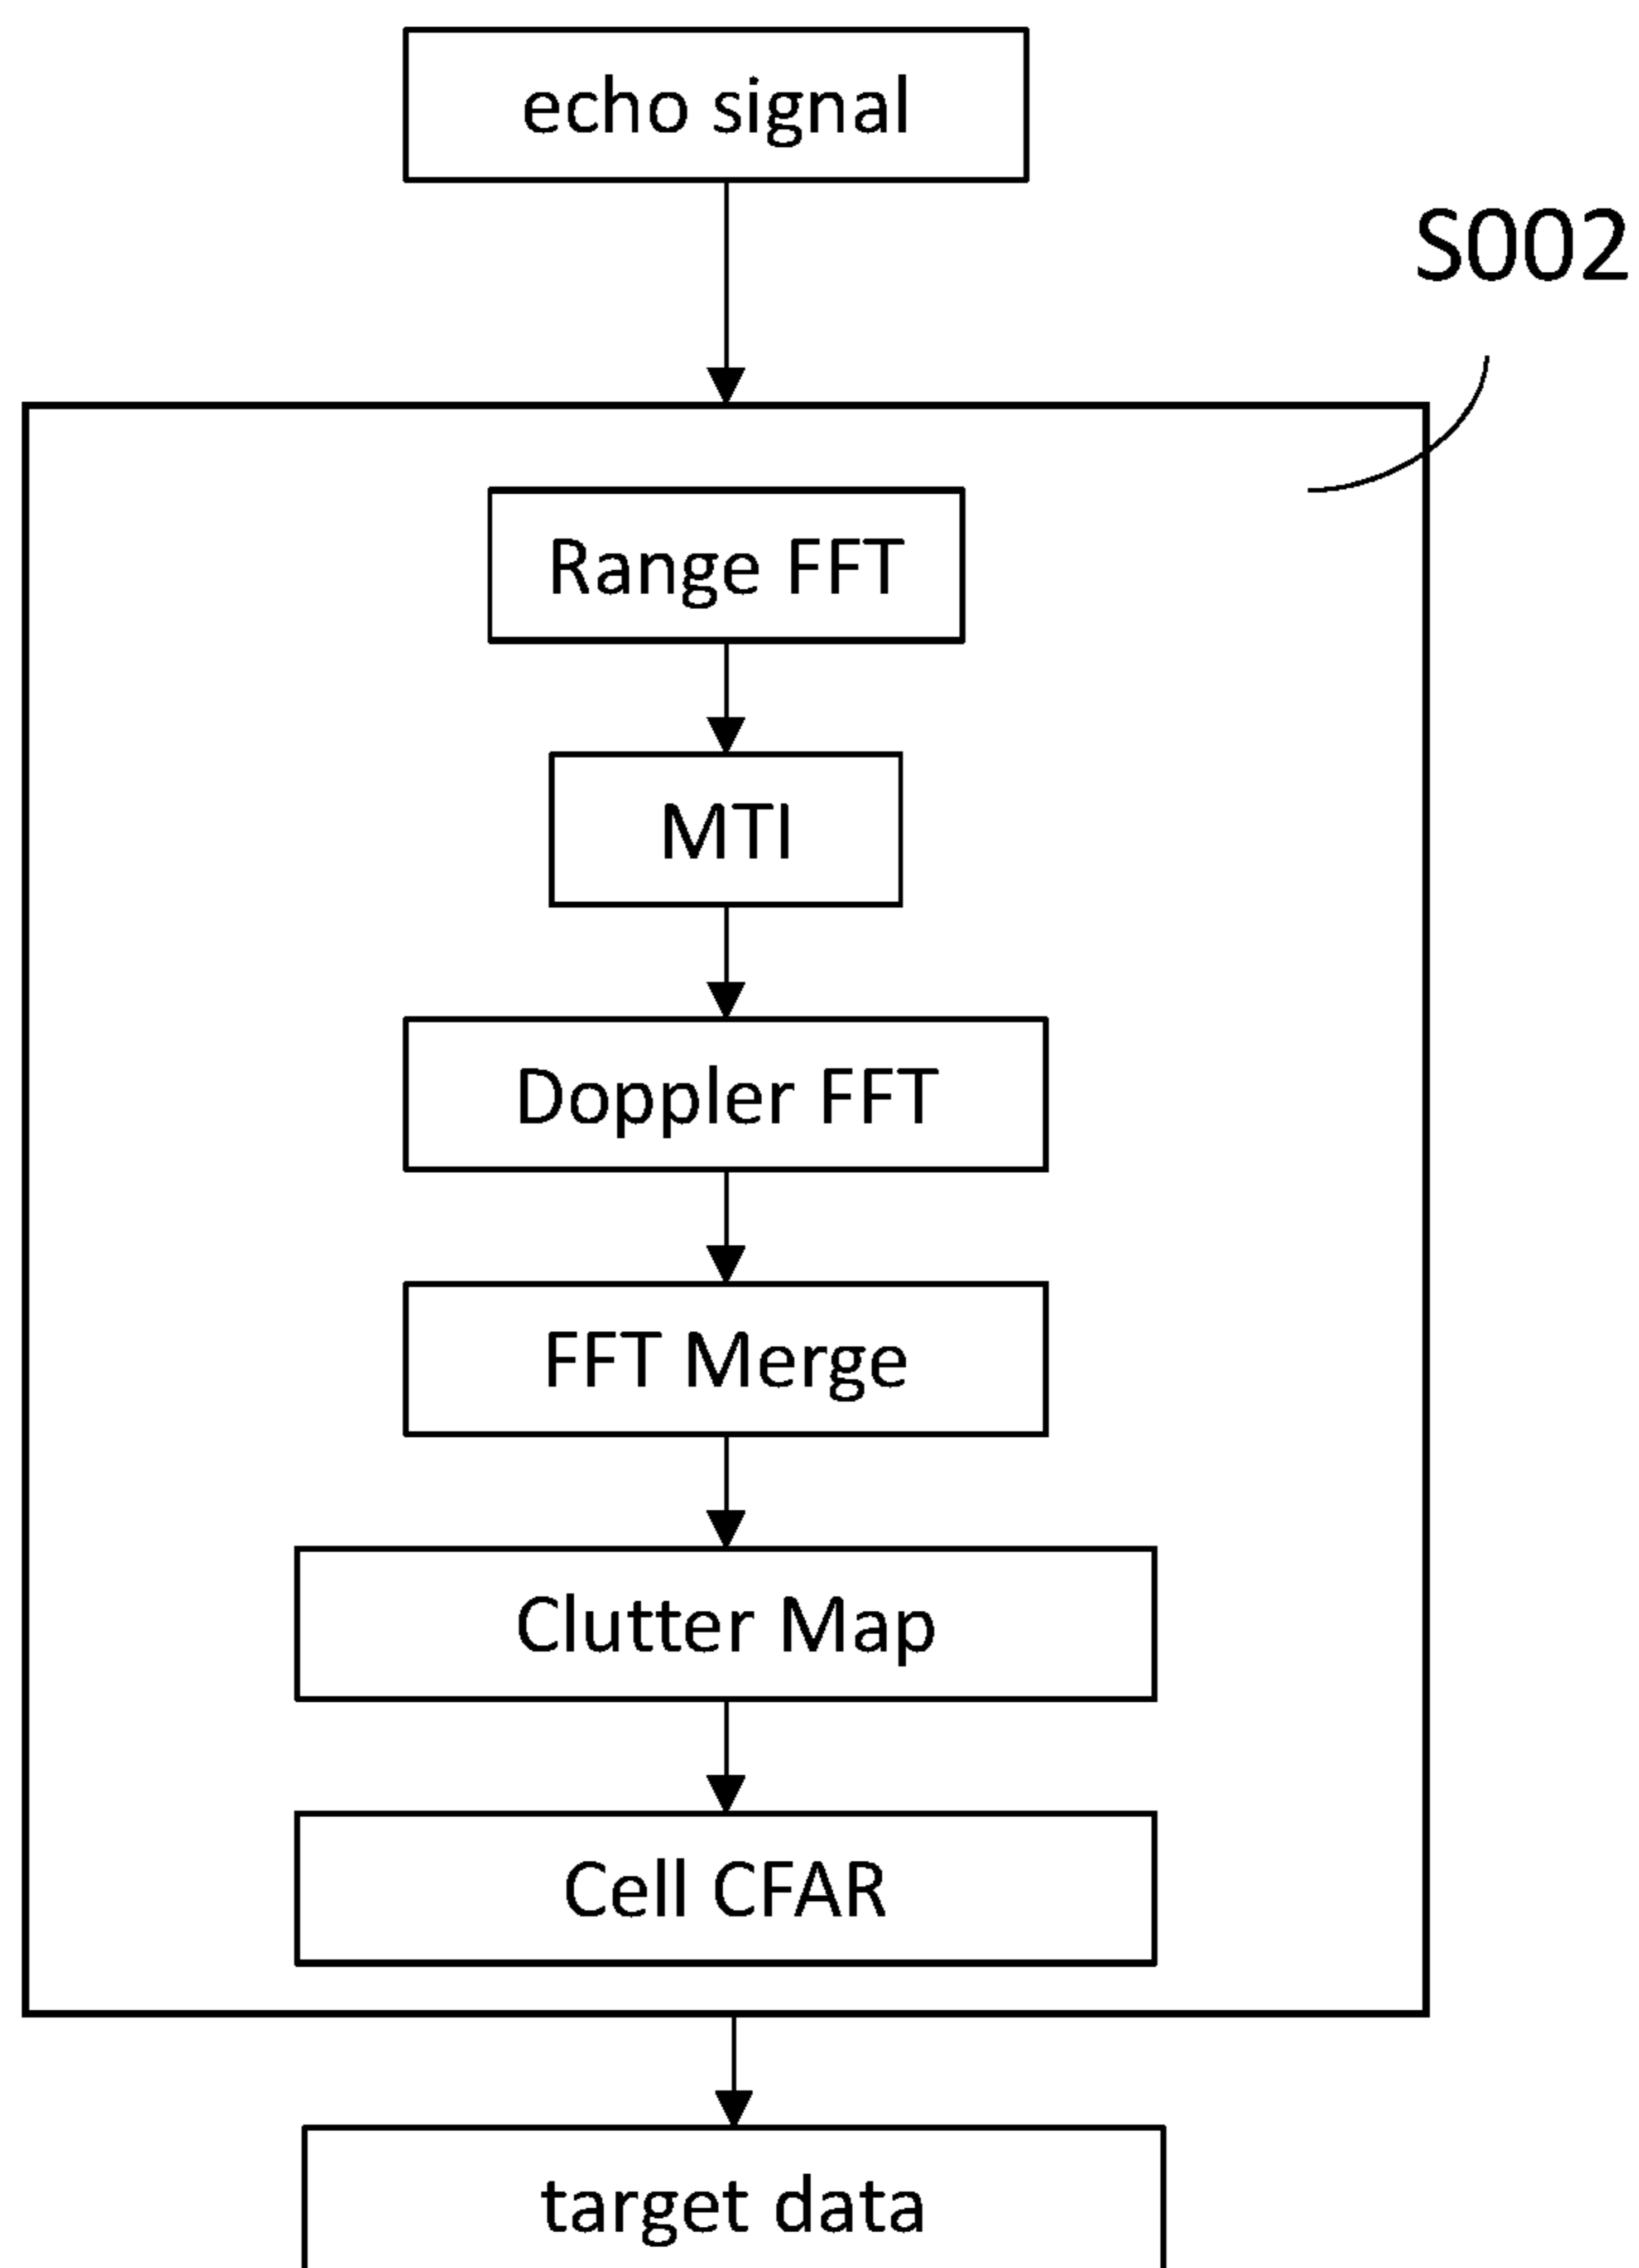 echo signal
S002
Range FFT
MTI
Doppler FFT
FFT Merge
Clutter Map
Cell CFAR
target data